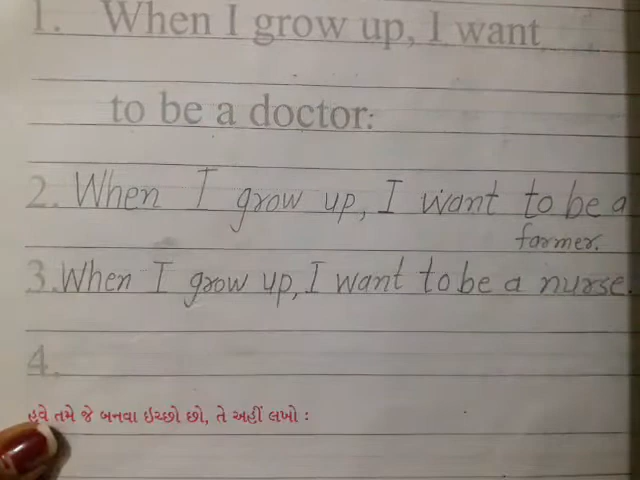 1. When I grow up, I want
to be a doctor.
2. When I grow up, I want to be a
farmer.
3. When I grow up, I want to be a nurse.
4.
હવે તમે જે બનવા ઇચ્છો છો, તે અહીં લખો :